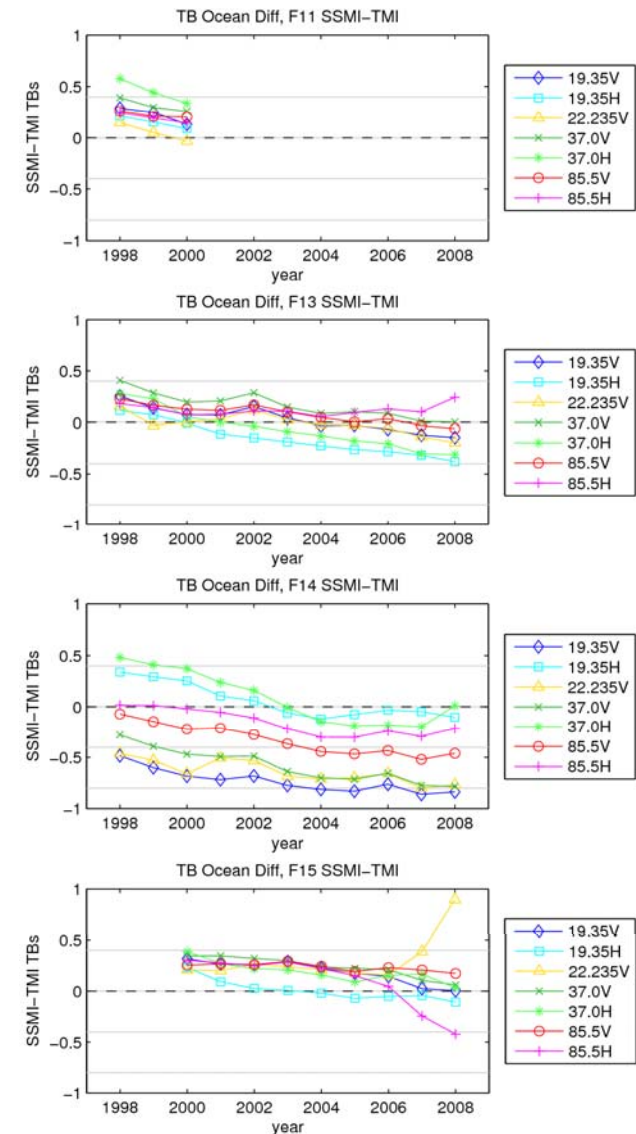 TB Ocean Diff, F11 SSMI-TMI
1
0.5
0
−0.5
−1
SSMI−TMI TBs
1998 2000 2002 2004 2006 2008
year
19.35V
19.35H
22.235V
37.0V
37.0H
85.5V
85.5H
TB Ocean Diff, F13 SSMI−TMI
1
0.5
0
−0.5
−1
SSMI−TMI TBs
1998 2000 2002 2004 2006 2008
year
19.35V
19.35H
22.235V
37.0V
37.0H
85.5V
85.5H
TB Ocean Diff, F14 SSMI−TMI
1
0.5
0
−0.5
−1
SSMI−TMI TBs
1998 2000 2002 2004 2006 2008
year
19.35V
19.35H
22.235V
37.0V
37.0H
85.5V
85.5H
TB Ocean Diff, F15 SSMI−TMI
1
0.5
0
−0.5
−1
SSMI−TMI TBs
1998 2000 2002 2004 2006 2008
year
19.35V
19.35H
22.235V
37.0V
37.0H
85.5V
85.5H